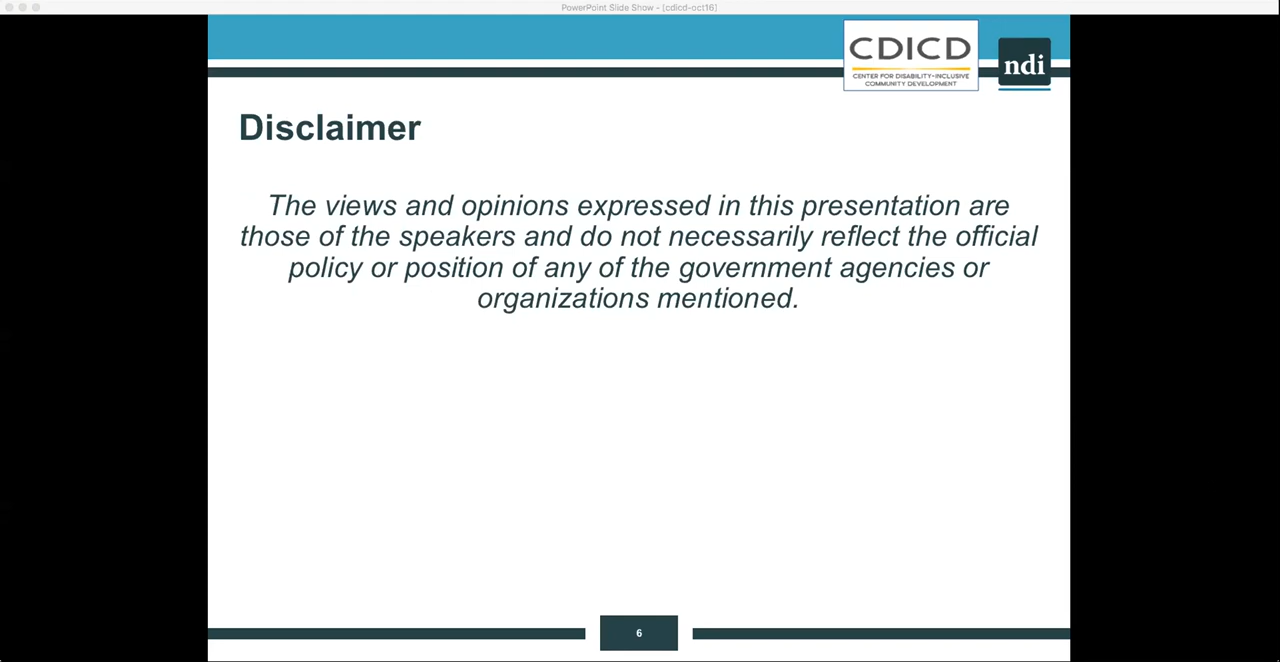 PowerPoint Slide Show - [cdicd-oct16]
CDICD
CENTER FOR DISABILITY-INCLUSIVE
COMMUNITY DEVELOPMENT
ndi
Disclaimer
The views and opinions expressed in this presentation are
those of the speakers and do not necessarily reflect the official
policy or position of any of the government agencies or
organizations mentioned.
6